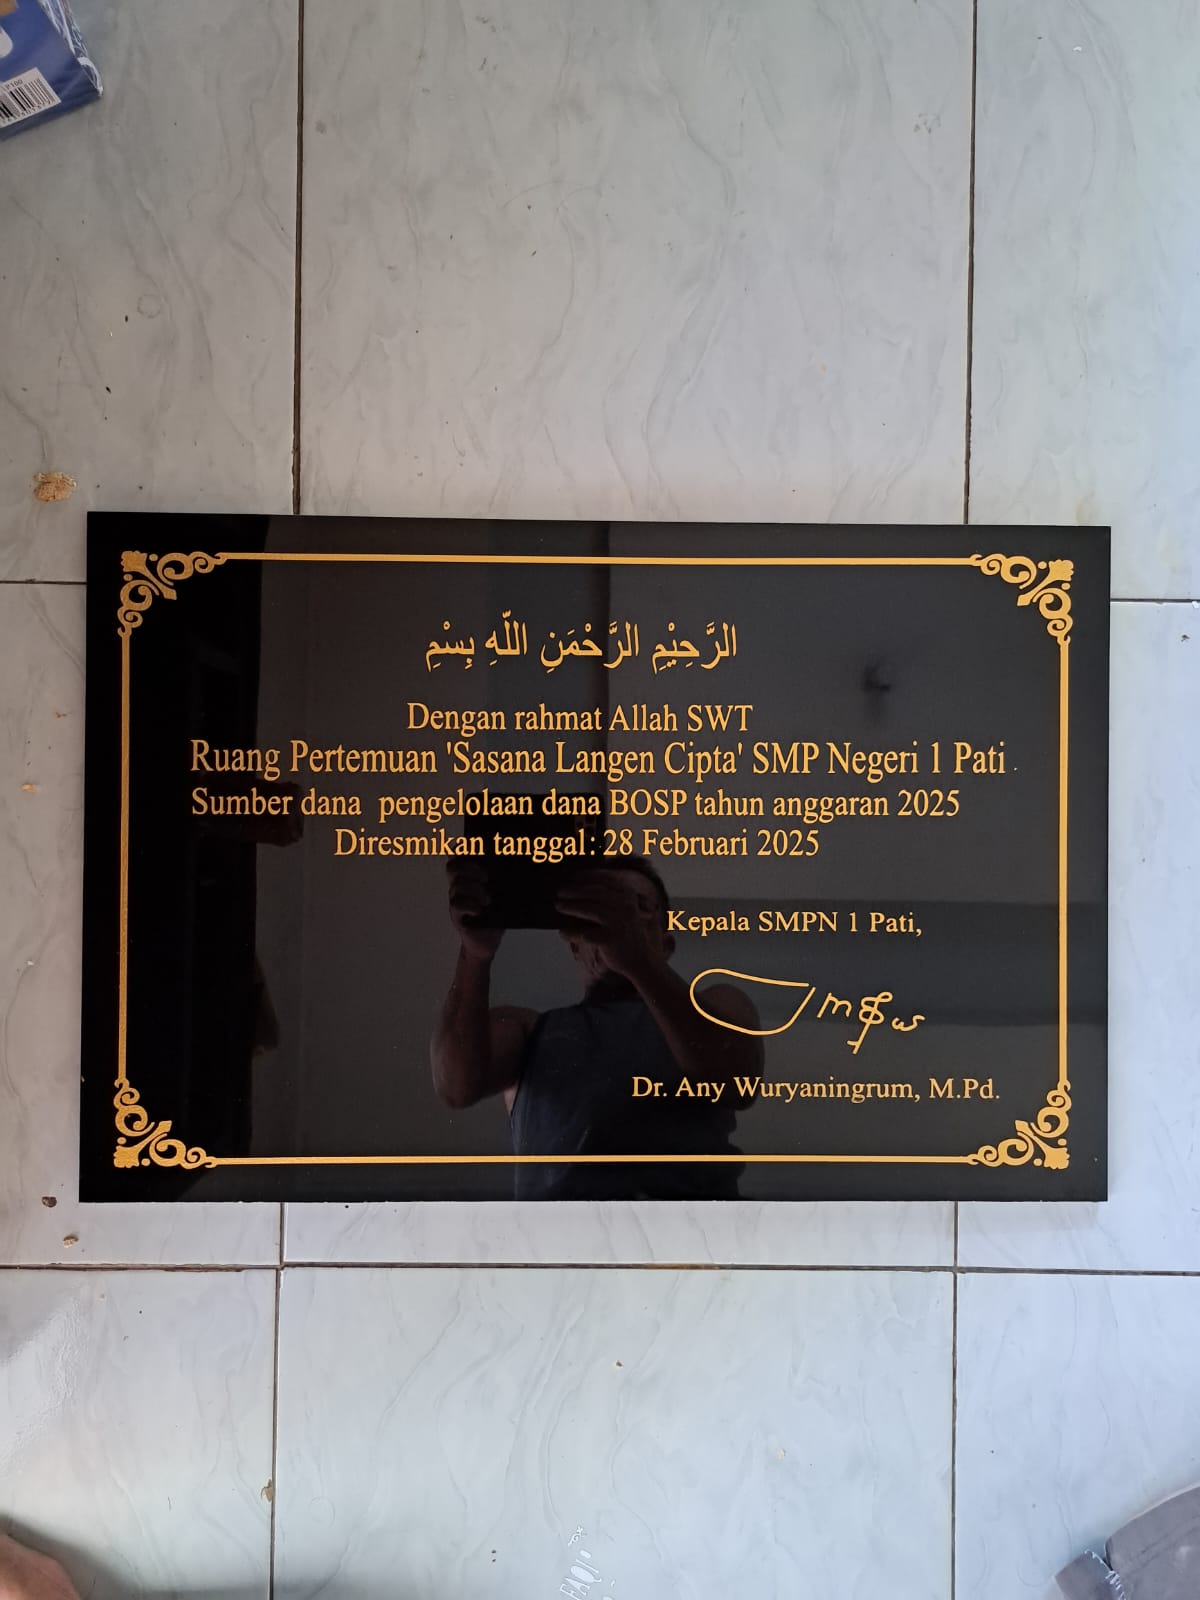 الرَّحِيْمِ الرَّحْمَنِ اللّهِ بِسْمِ
Dengan rahmat Allah SWT
Ruang Pertemuan 'Sasana Langen Cipta' SMP Negeri 1 Pati .
Sumber dana pengelolaan dana BOSP tahun anggaran 2025
Diresmikan tanggal: 28 Februari 2025
Kepala SMPN 1 Pati,
Dr. Any Wuryaningrum, M.Pd.